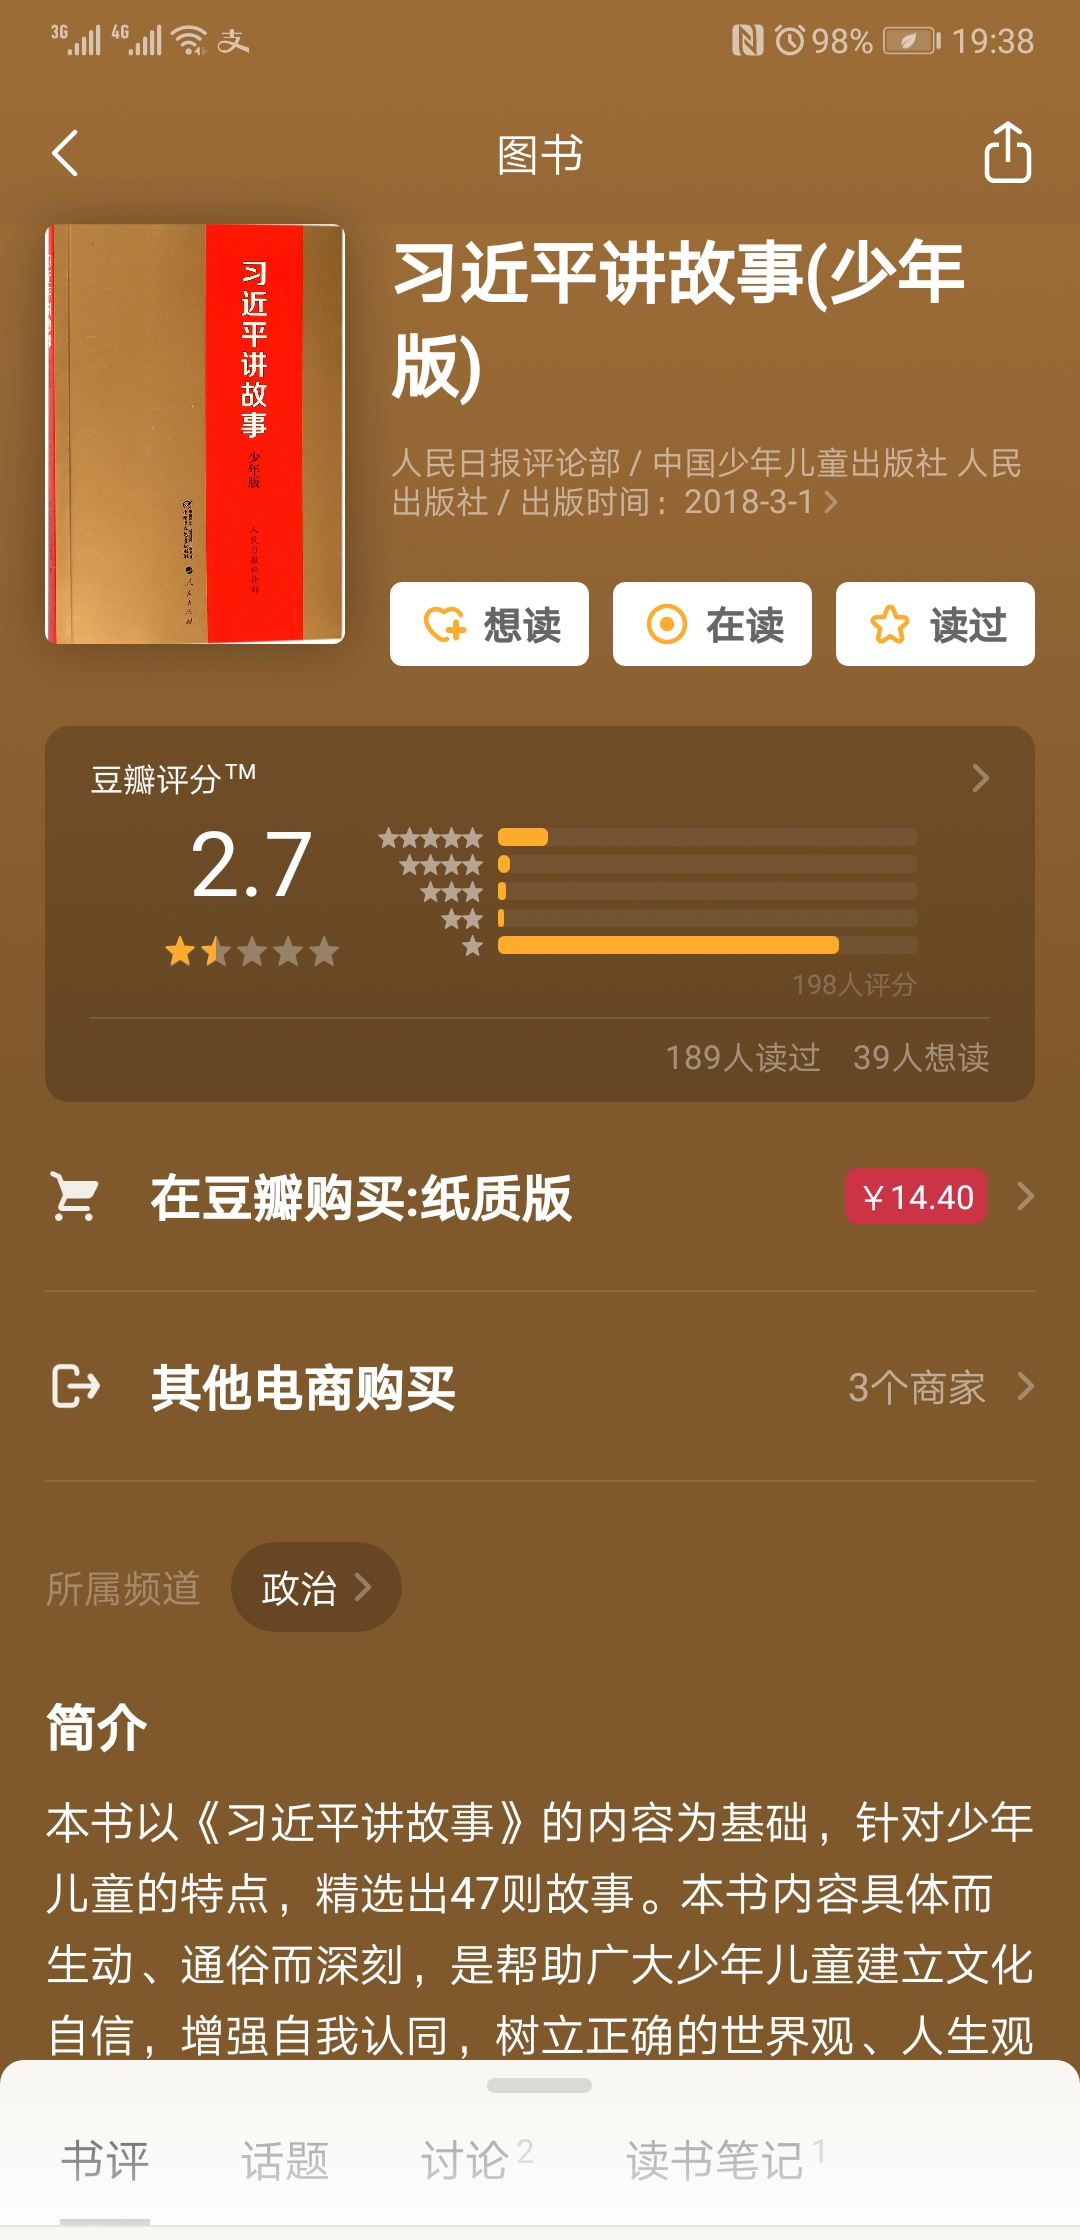 3G 4G 支 98% 19:38
图书
习近平讲故事
少年版
人民日报评论部
习近平讲故事(少年
版)
人民日报评论部 / 中国少年儿童出版社 人民
出版社 / 出版时间：2018-3-1
想读 在读 读过
豆瓣评分TM
2.7
198人评分
189人读过 39人想读
在豆瓣购买:纸质版 ￥14.40
其他电商购买 3个商家
所属频道 政治
简介
本书以《习近平讲故事》的内容为基础，针对少年
儿童的特点，精选出47则故事。本书内容具体而
生动、通俗而深刻，是帮助广大少年儿童建立文化
自信，增强自我认同，树立正确的世界观、人生观
书评 话题 讨论2 读书笔记1